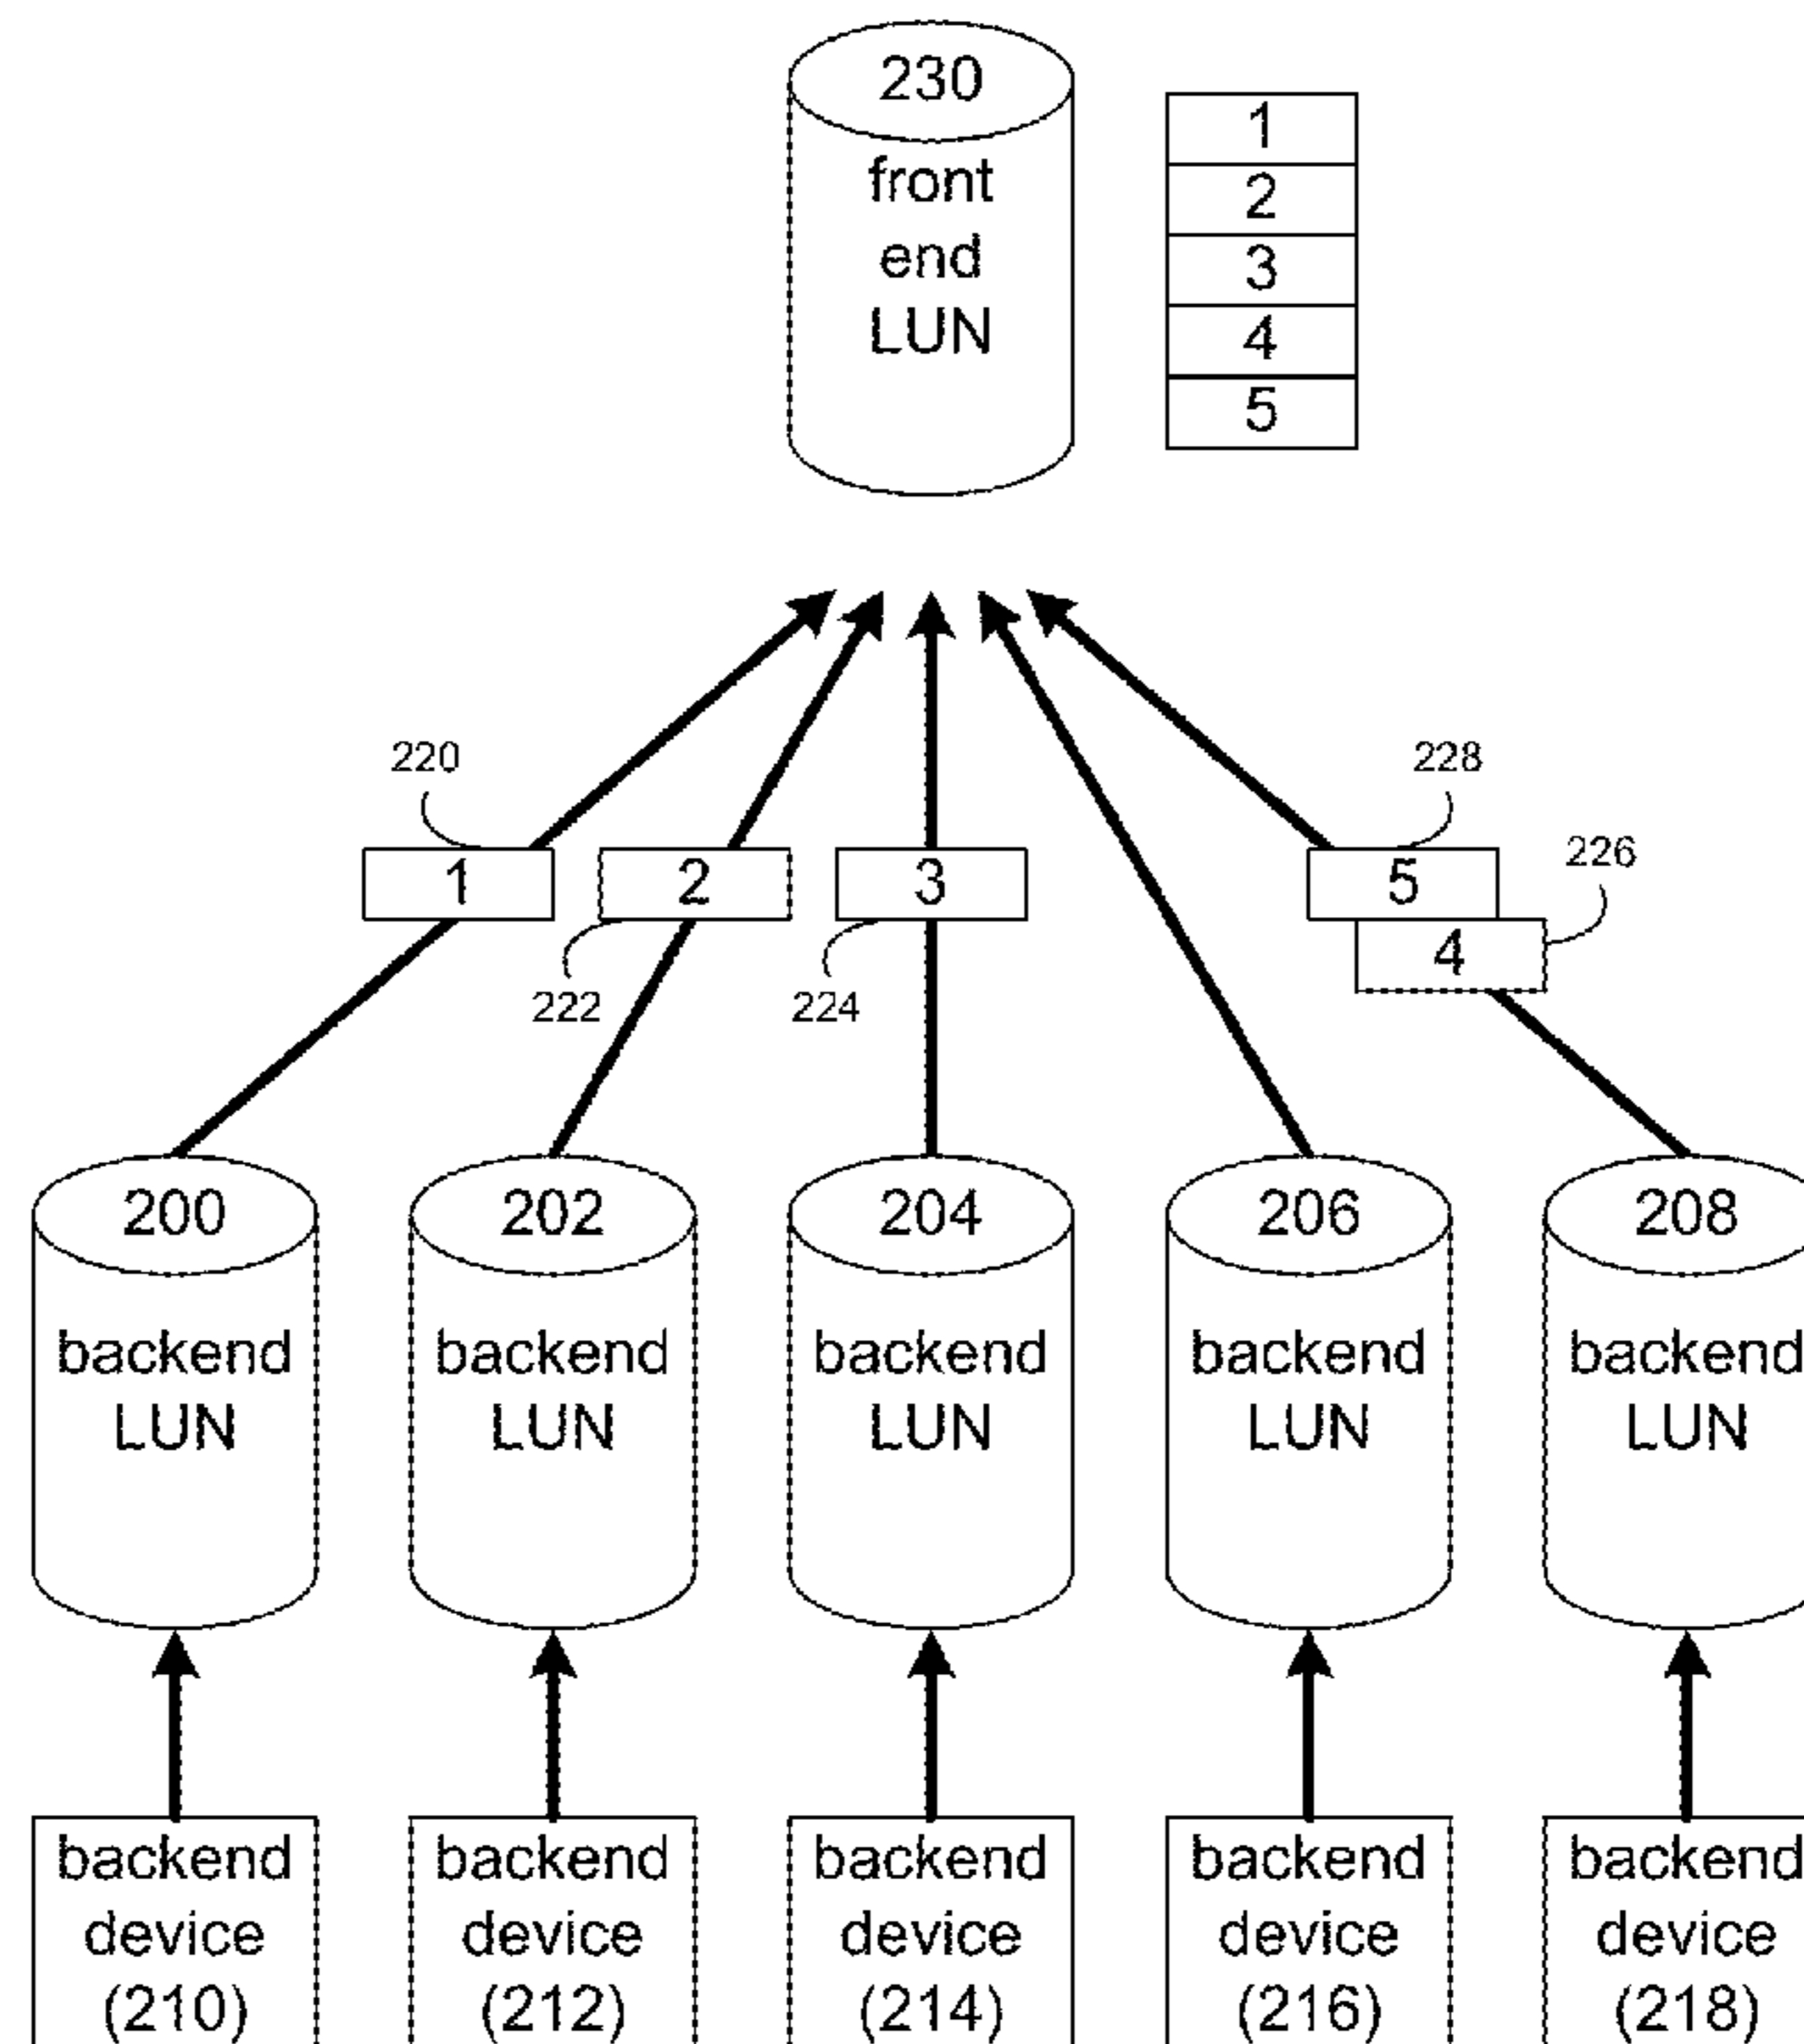 230
front
end
LUN
1
2
3
4
5
220
228
226
1
2
3
5
4
222
224
200
202
204
206
208
backend
LUN
backend
LUN
backend
LUN
backend
LUN
backend
LUN
backend
device
(210)
backend
device
(212)
backend
device
(214)
backend
device
(216)
backend
device
(218)